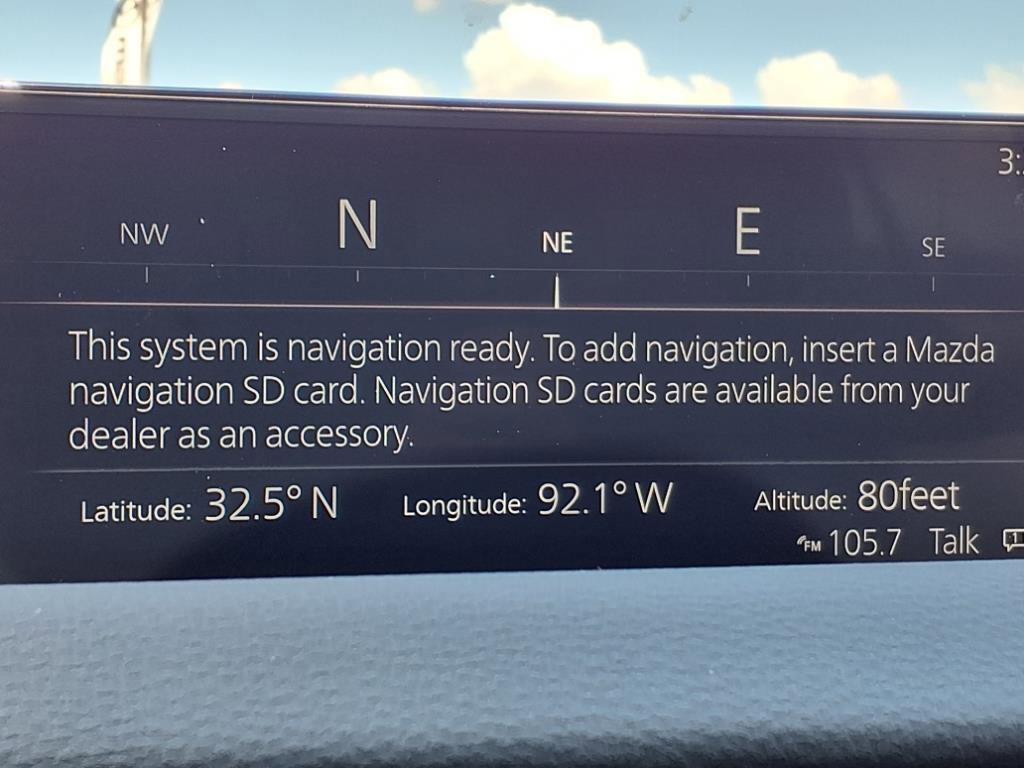 3:
NW N NE E SE
This system is navigation ready. To add navigation, insert a Mazda
navigation SD card. Navigation SD cards are available from your
dealer as an accessory.
Latitude: 32.5° N Longitude: 92.1° W Altitude: 80feet
FM 105.7 Talk 1